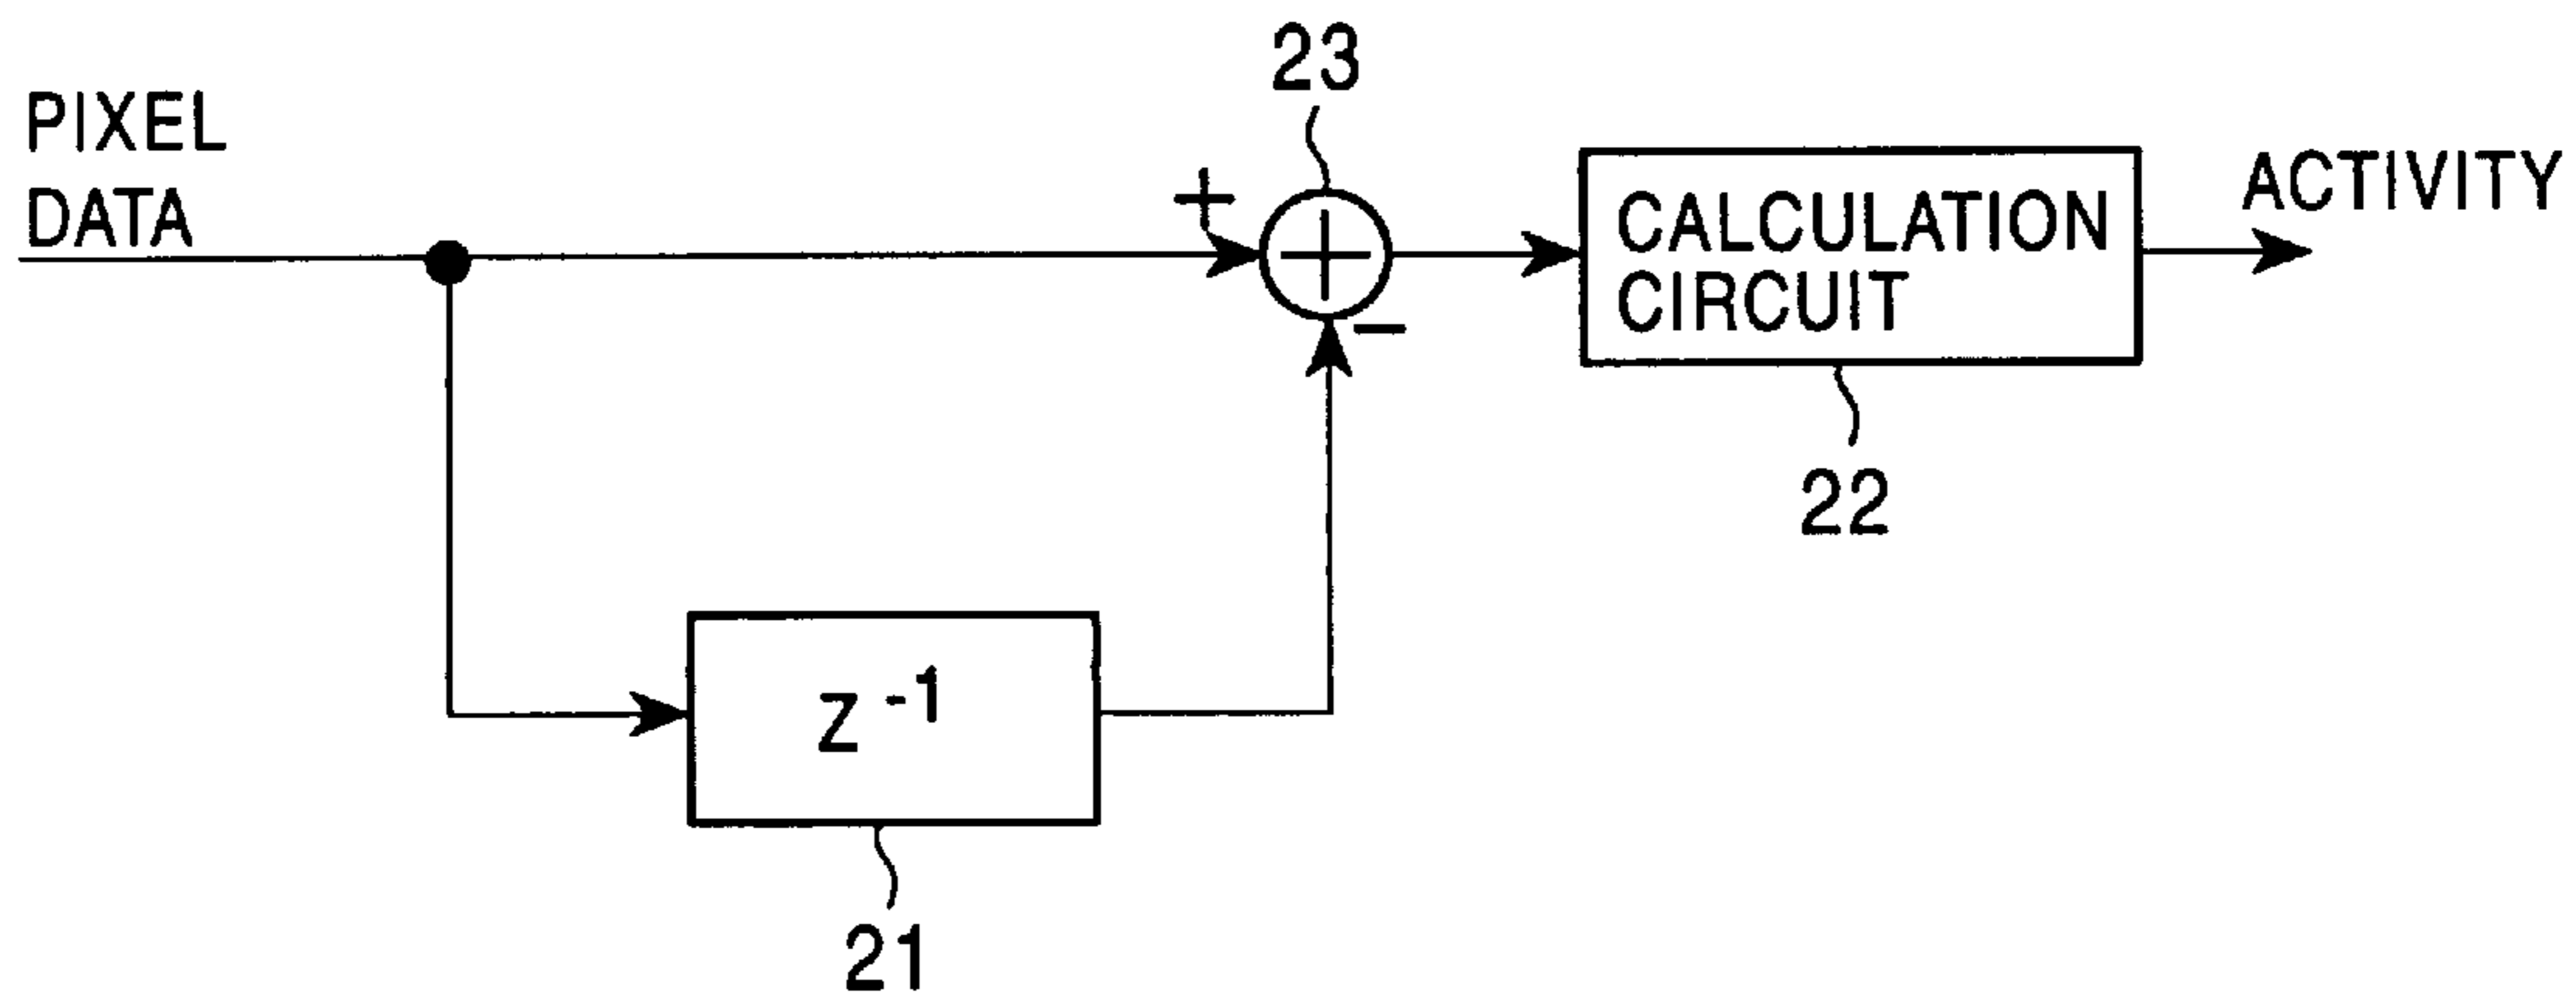 23
PIXEL
DATA
+
+
−
CALCULATION
CIRCUIT
ACTIVITY
22
Z -1
21